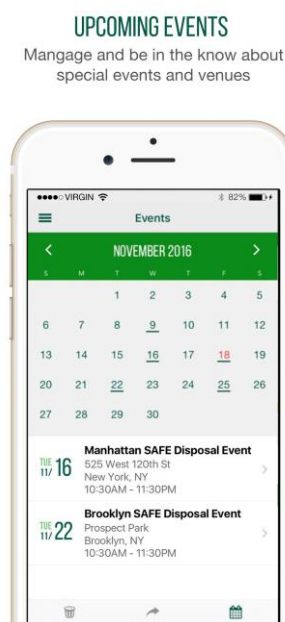 UPCOMING EVENTS
Mangage and be in the know about
special events and venues
VIRGIN 82%
Events
NOVEMBER 2016
S M T W T F S
1 2 3 4 5
6 7 8 9 10 11 12
13 14 15 16 17 18 19
20 21 22 23 24 25 26
27 28 29 30
Manhattan SAFE Disposal Event
TUE 11/ 16
525 West 120th St
New York, NY
10:30AM - 11:30PM
Brooklyn SAFE Disposal Event
TUE 11/ 22
Prospect Park
Brooklyn, NY
10:30AM - 11:30PM